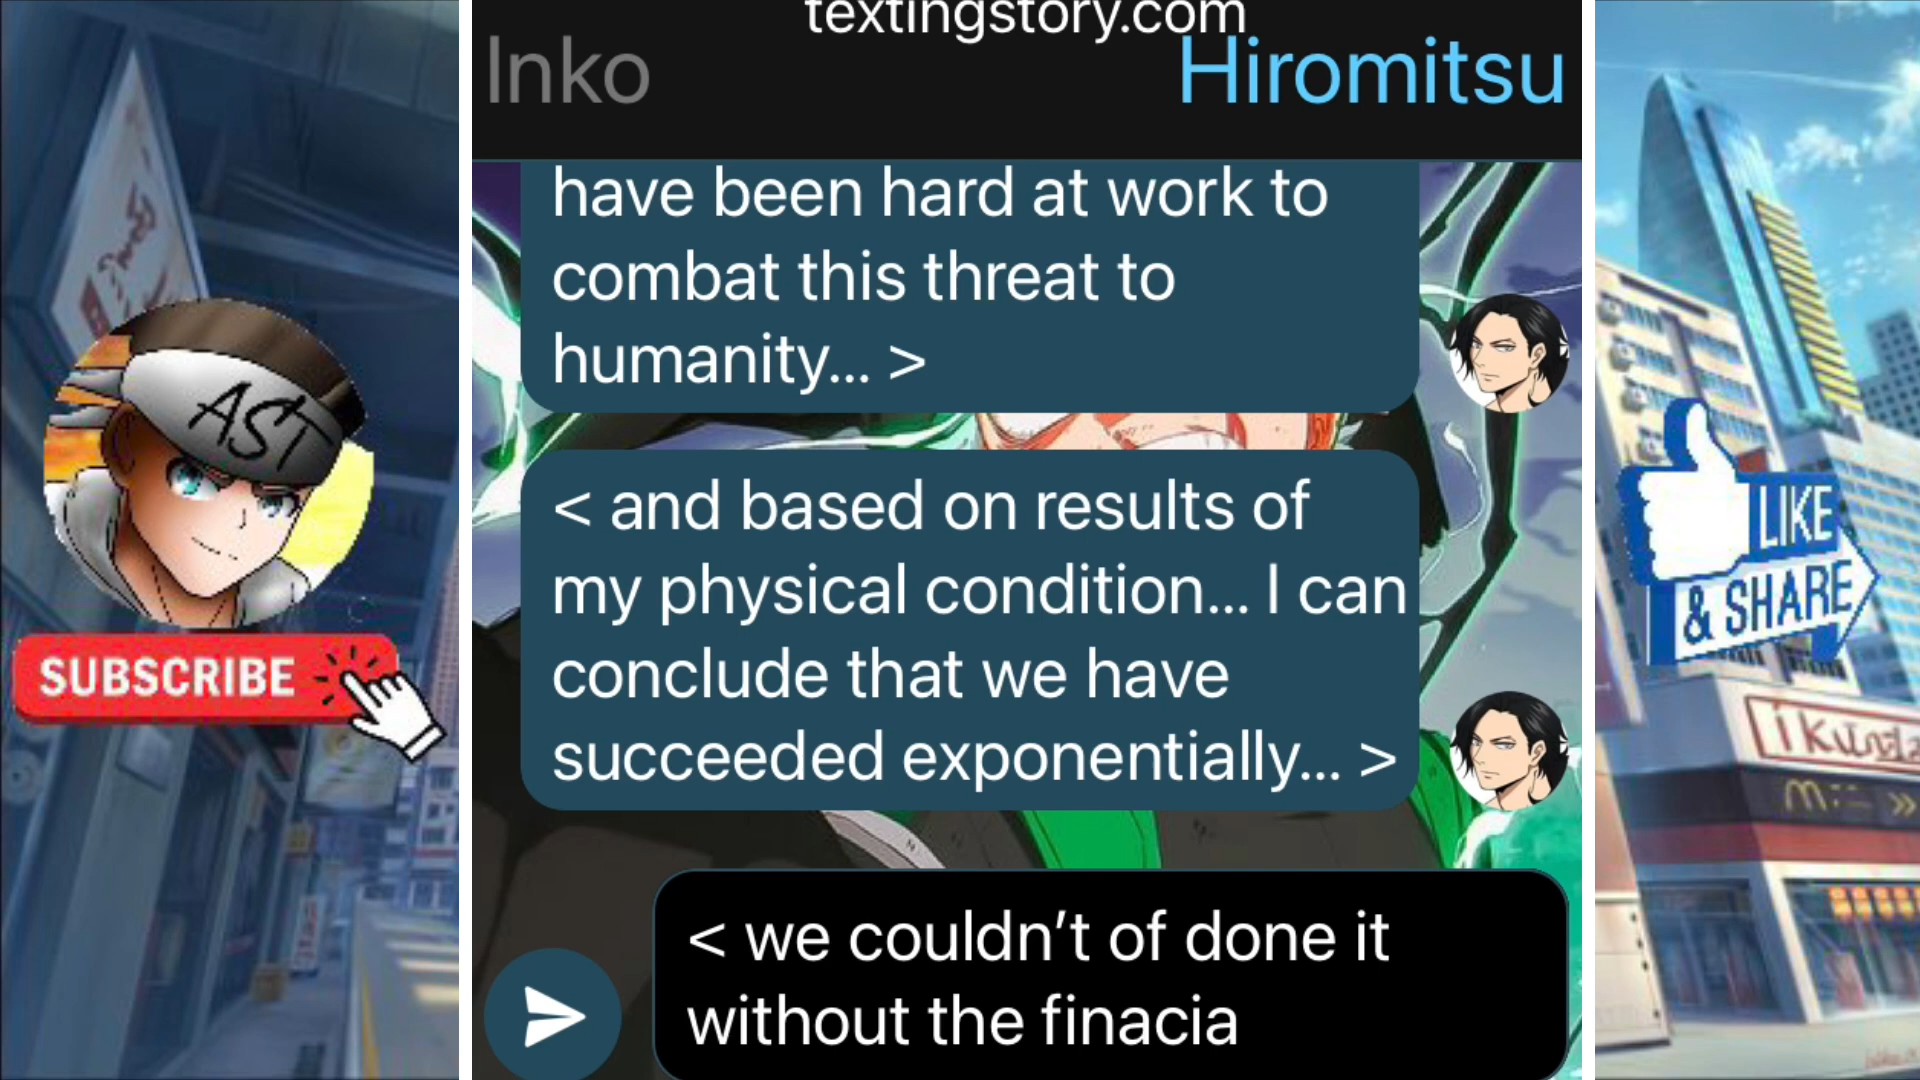 textingstory.com
Inko
Hiromitsu
have been hard at work to
combat this threat to
humanity... >
< and based on results of
my physical condition... I can
conclude that we have
succeeded exponentially... >
< we couldn't of done it
without the finacia
AST
SUBSCRIBE
LIKE
& SHARE